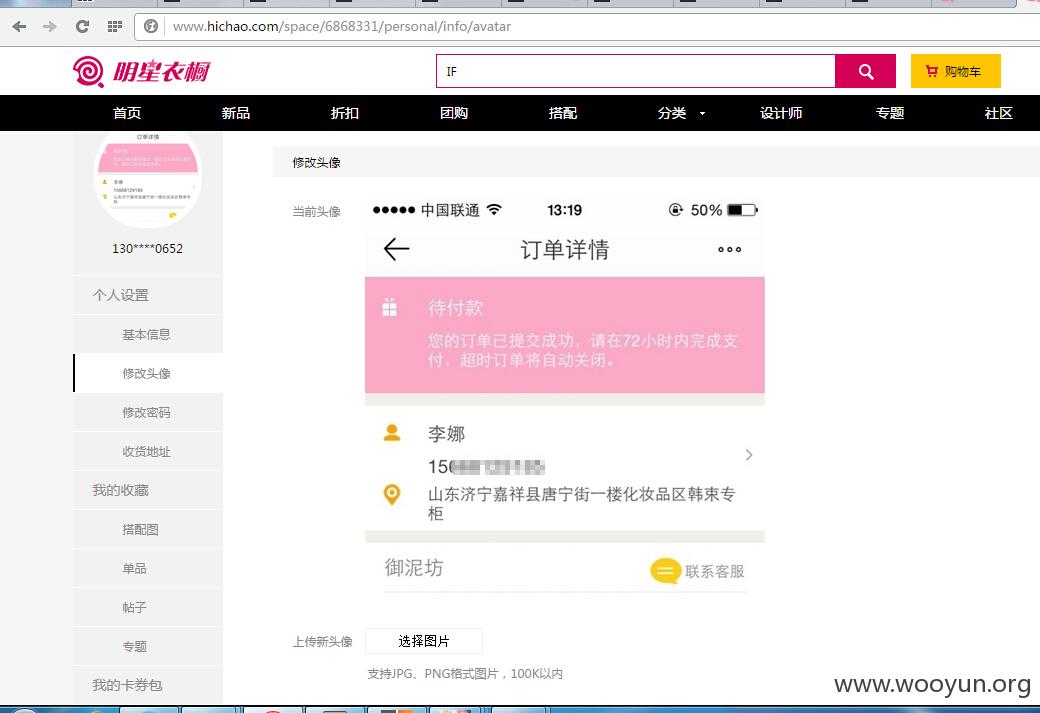 www.hichao.com/space/6868331/personal/info/avatar
明星衣橱
IF
购物车
首页 新品 折扣 团购 搭配 分类 设计师 专题 社区
订单详情
待付款
李娜
130****0652
个人设置
基本信息
修改头像
修改密码
收货地址
我的收藏
搭配图
单品
帖子
专题
我的卡券包
修改头像
当前头像
中国联通 13:19 50%
订单详情
待付款
您的订单已提交成功，请在72小时内完成支
付，超时订单将自动关闭。
李娜
山东济宁嘉祥县唐宁街一楼化妆品区韩束专
柜
御泥坊
联系客服
上传新头像 选择图片
支持JPG、PNG格式图片，100K以内
www.wooyun.org